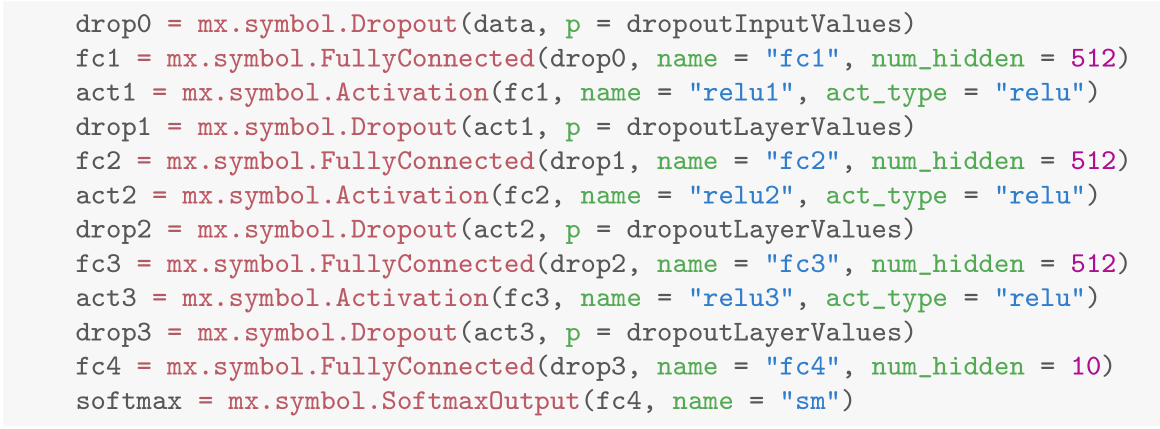 drop0 = mx.symbol.Dropout(data, p = dropoutInputValues)
fc1 = mx.symbol.FullyConnected(drop0, name = "fc1", num_hidden = 512)
act1 = mx.symbol.Activation(fc1, name = "relu1", act_type = "relu")
drop1 = mx.symbol.Dropout(act1, p = dropoutLayerValues)
fc2 = mx.symbol.FullyConnected(drop1, name = "fc2", num_hidden = 512)
act2 = mx.symbol.Activation(fc2, name = "relu2", act_type = "relu")
drop2 = mx.symbol.Dropout(act2, p = dropoutLayerValues)
fc3 = mx.symbol.FullyConnected(drop2, name = "fc3", num_hidden = 512)
act3 = mx.symbol.Activation(fc3, name = "relu3", act_type = "relu")
drop3 = mx.symbol.Dropout(act3, p = dropoutLayerValues)
fc4 = mx.symbol.FullyConnected(drop3, name = "fc4", num_hidden = 10)
softmax = mx.symbol.SoftmaxOutput(fc4, name = "sm")